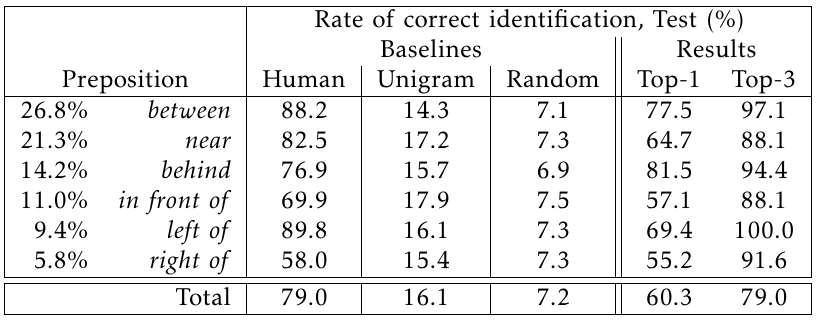 Rate of correct identification, Test (%)
Baselines Results
Preposition Human Unigram Random Top-1 Top-3
26.8% between 88.2 14.3 7.1 77.5 97.1
21.3% near 82.5 17.2 7.3 64.7 88.1
14.2% behind 76.9 15.7 6.9 81.5 94.4
11.0% in front of 69.9 17.9 7.5 57.1 88.1
9.4% left of 89.8 16.1 7.3 69.4 100.0
5.8% right of 58.0 15.4 7.3 55.2 91.6
Total 79.0 16.1 7.2 60.3 79.0